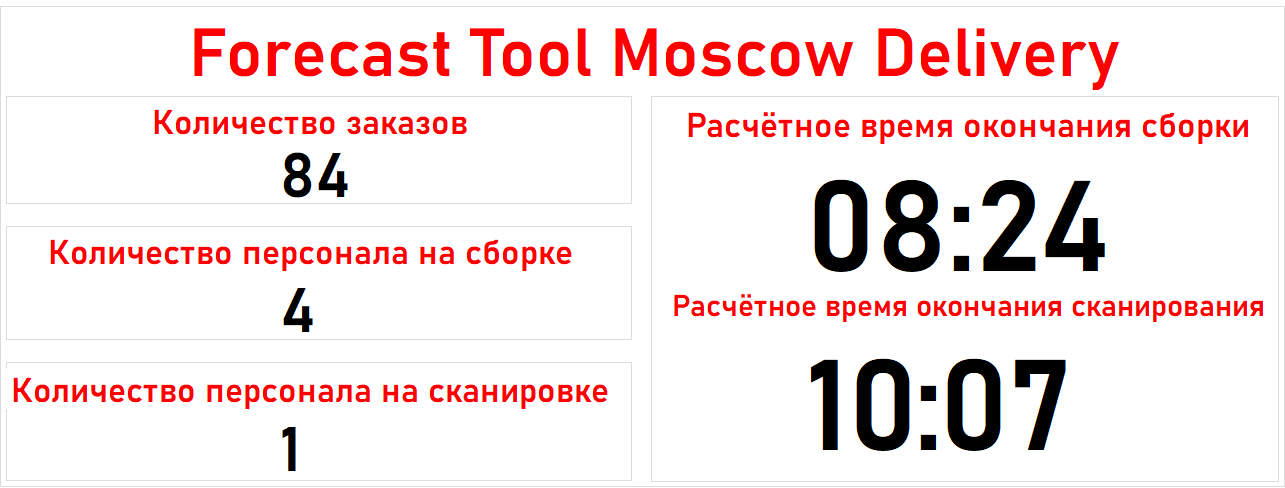 Forecast Tool Moscow Delivery
Количество заказов
84
Количество персонала на сборке
4
Количество персонала на сканировке
1
Расчётное время окончания сборки
08:24
Расчётное время окончания сканирования
10:07